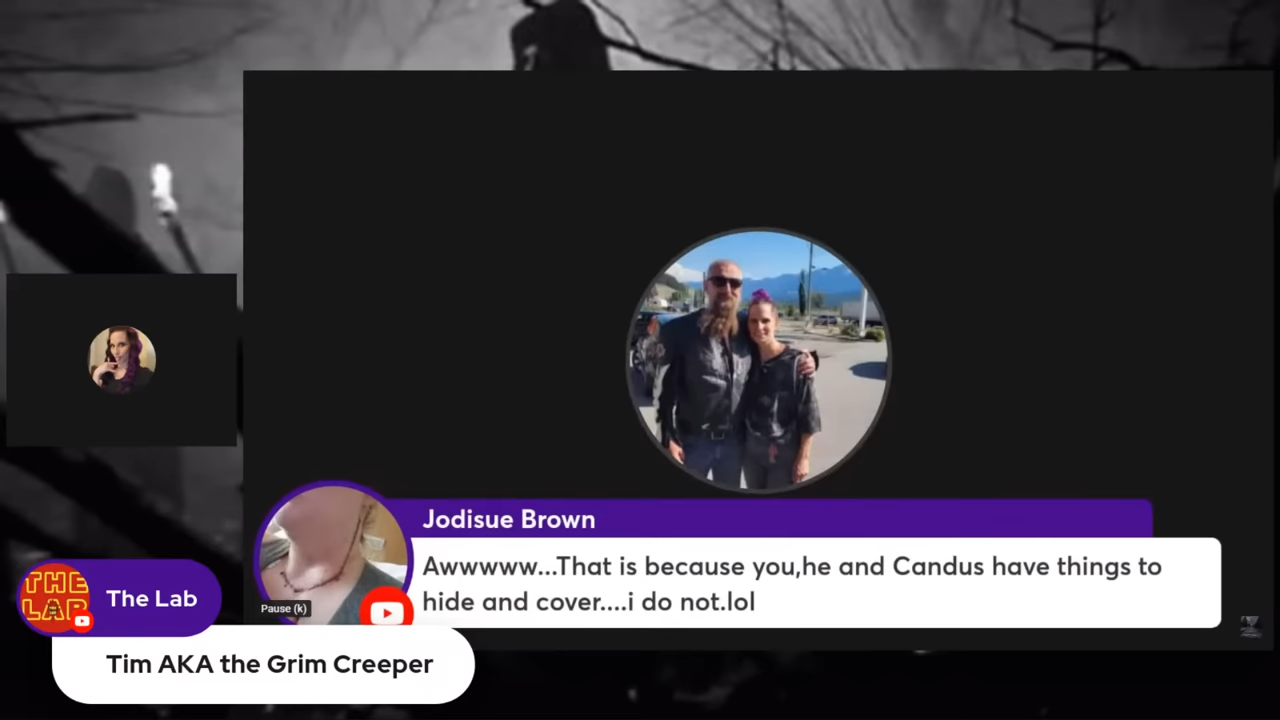 Jodisue Brown
Awwwww...That is because you,he and Candus have things to
hide and cover....i do not.lol
Pause (k)
THE
LAB
The Lab
Tim AKA the Grim Creeper